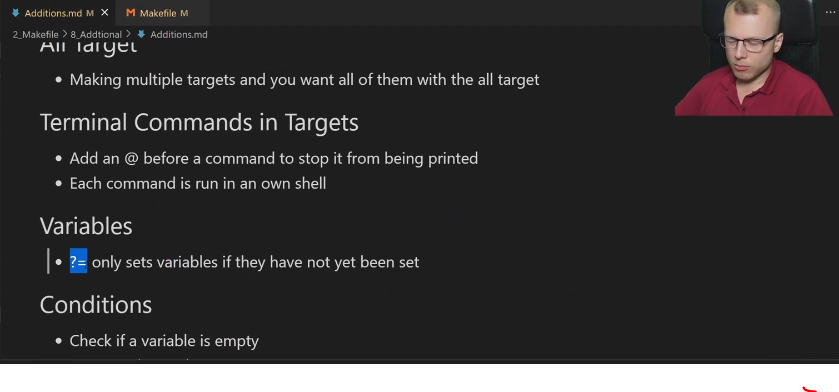 Additions.md M
Makefile M
2_Makefile > 8_Addtional > Additions.md
All Target
• Making multiple targets and you want all of them with the all target
Terminal Commands in Targets
• Add an @ before a command to stop it from being printed
• Each command is run in an own shell
Variables
• ?= only sets variables if they have not yet been set
Conditions
• Check if a variable is empty